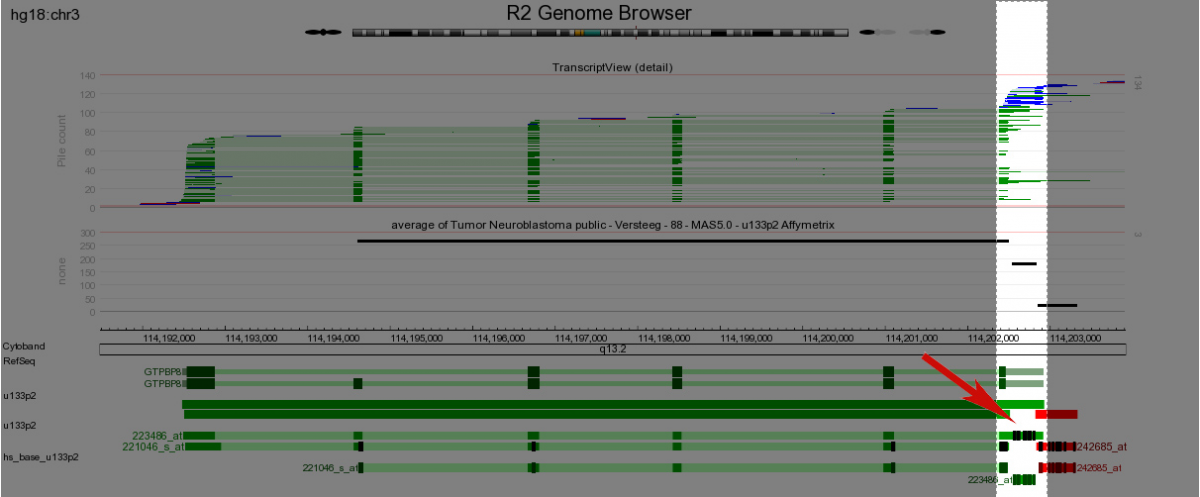 hg18:chr3
R2 Genome Browser
TranscriptView (detail)
Pile count
140
120
100
80
60
40
20
0
134
average of Tumor Neuroblastoma public - Versteeg - 88 - MAS5.0 - u133p2 Affymetrix
none
300
250
200
150
100
50
0
3
114,192,000 114,193,000 114,194,000 114,195,000 114,196,000 114,197,000 114,198,000 114,199,000 114,200,000 114,201,000 114,202,000 114,203,000
Cytoband
q13.2
RefSeq
GTPBP8
GTPBP8
u133p2
u133p2
223486_at
221046_s_at 242685_at
hs_base_u133p2
221046_s_at 242685_at
223486_at